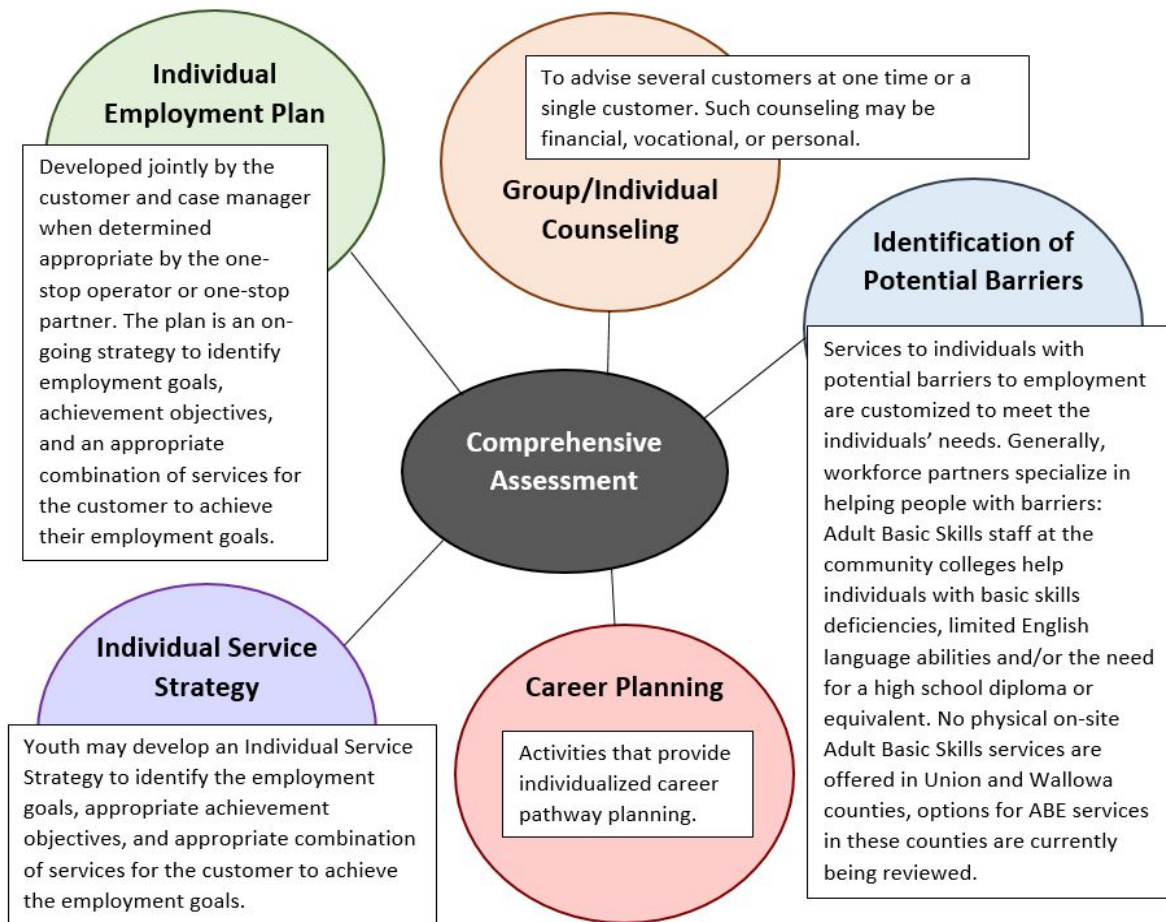 Individual
Employment Plan
Developed jointly by the
customer and case manager
when determined
appropriate by the one-
stop operator or one-stop
partner. The plan is an on-
going strategy to identify
employment goals,
achievement objectives,
and an appropriate
combination of services for
the customer to achieve
their employment goals.
To advise several customers at one time or a
single customer. Such counseling may be
financial, vocational, or personal.
Group/Individual
Counseling
Identification of
Potential Barriers
Services to individuals with
potential barriers to employment
are customized to meet the
individuals’ needs. Generally,
workforce partners specialize in
helping people with barriers:
Adult Basic Skills staff at the
community colleges help
individuals with basic skills
deficiencies, limited English
language abilities and/or the need
for a high school diploma or
equivalent. No physical on-site
Adult Basic Skills services are
offered in Union and Wallowa
counties, options for ABE services
in these counties are currently
being reviewed.
Comprehensive
Assessment
Individual Service
Strategy
Youth may develop an Individual Service
Strategy to identify the employment
goals, appropriate achievement
objectives, and appropriate combination
of services for the customer to achieve
the employment goals.
Career Planning
Activities that provide
individualized career
pathway planning.